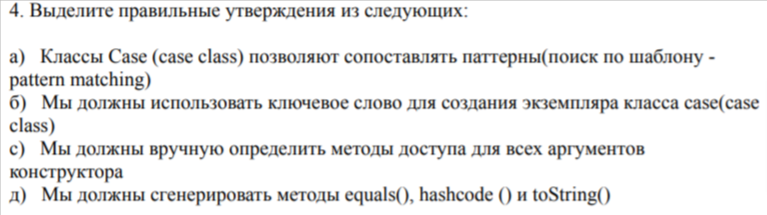 4. Выделите правильные утверждения из следующих:
а) Классы Case (case class) позволяют сопоставлять паттерны(поиск по шаблону -
pattern matching)
б) Мы должны использовать ключевое слово для создания экземпляра класса case(case
class)
с) Мы должны вручную определить методы доступа для всех аргументов
конструктора
д) Мы должны сгенерировать методы equals(), hashcode () и toString()